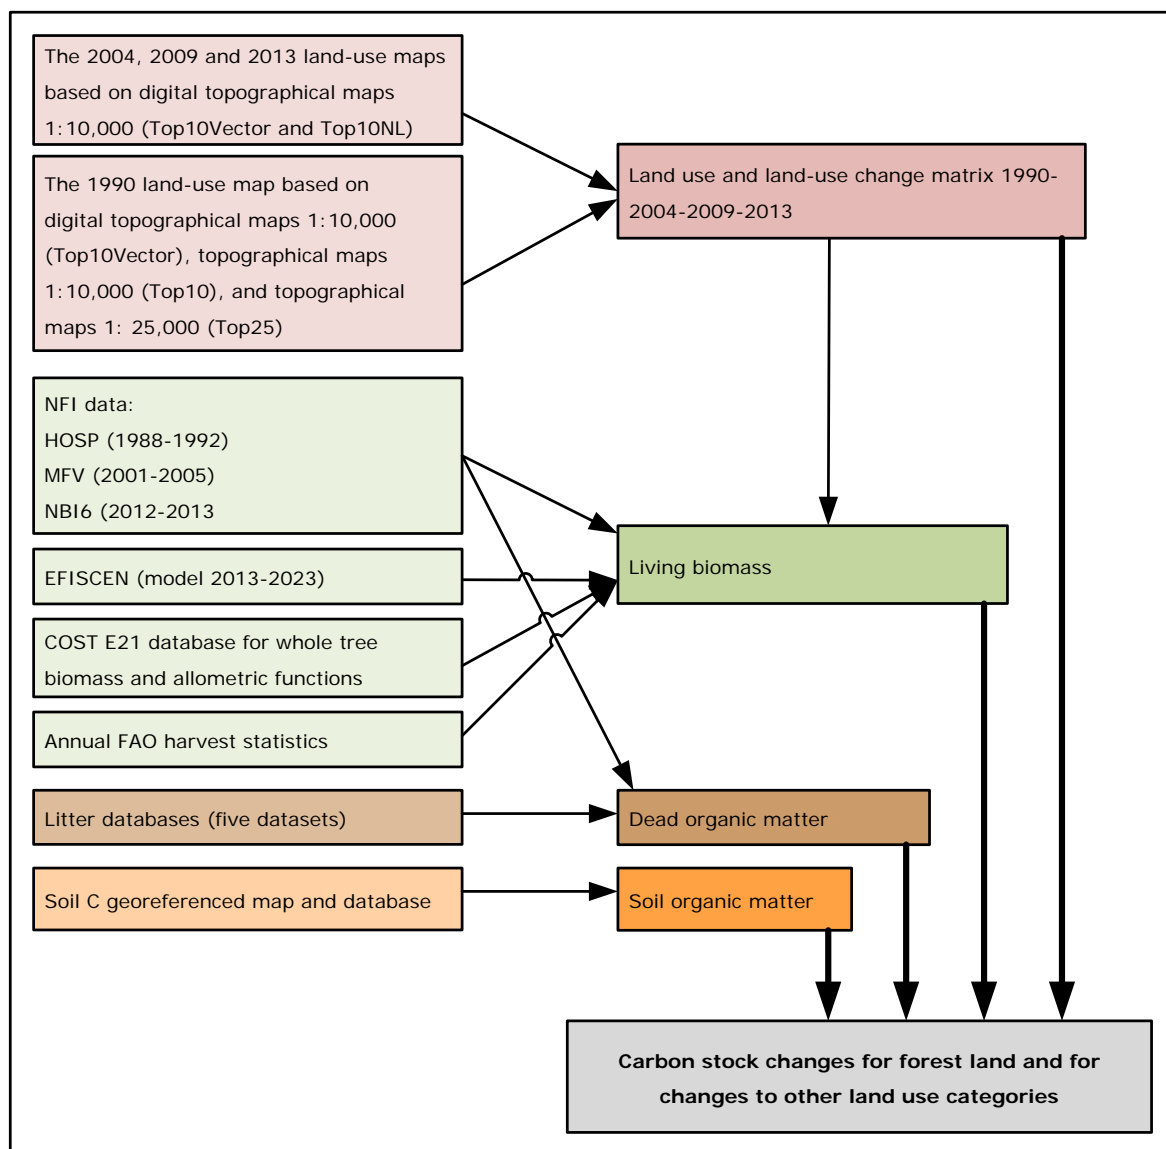 The 2004, 2009 and 2013 land-use maps
based on digital topographical maps
1:10,000 (Top10Vector and Top10NL)
The 1990 land-use map based on
digital topographical maps 1:10,000
(Top10Vector), topographical maps
1:10,000 (Top10), and topographical
maps 1: 25,000 (Top25)
Land use and land-use change matrix 1990-
2004-2009-2013
NFI data:
HOSP (1988-1992)
MFV (2001-2005)
NBI6 (2012-2013
EFISCEN (model 2013-2023)
Living biomass
COST E21 database for whole tree
biomass and allometric functions
Annual FAO harvest statistics
Litter databases (five datasets)
Dead organic matter
Soil C georeferenced map and database
Soil organic matter
Carbon stock changes for forest land and for
changes to other land use categories